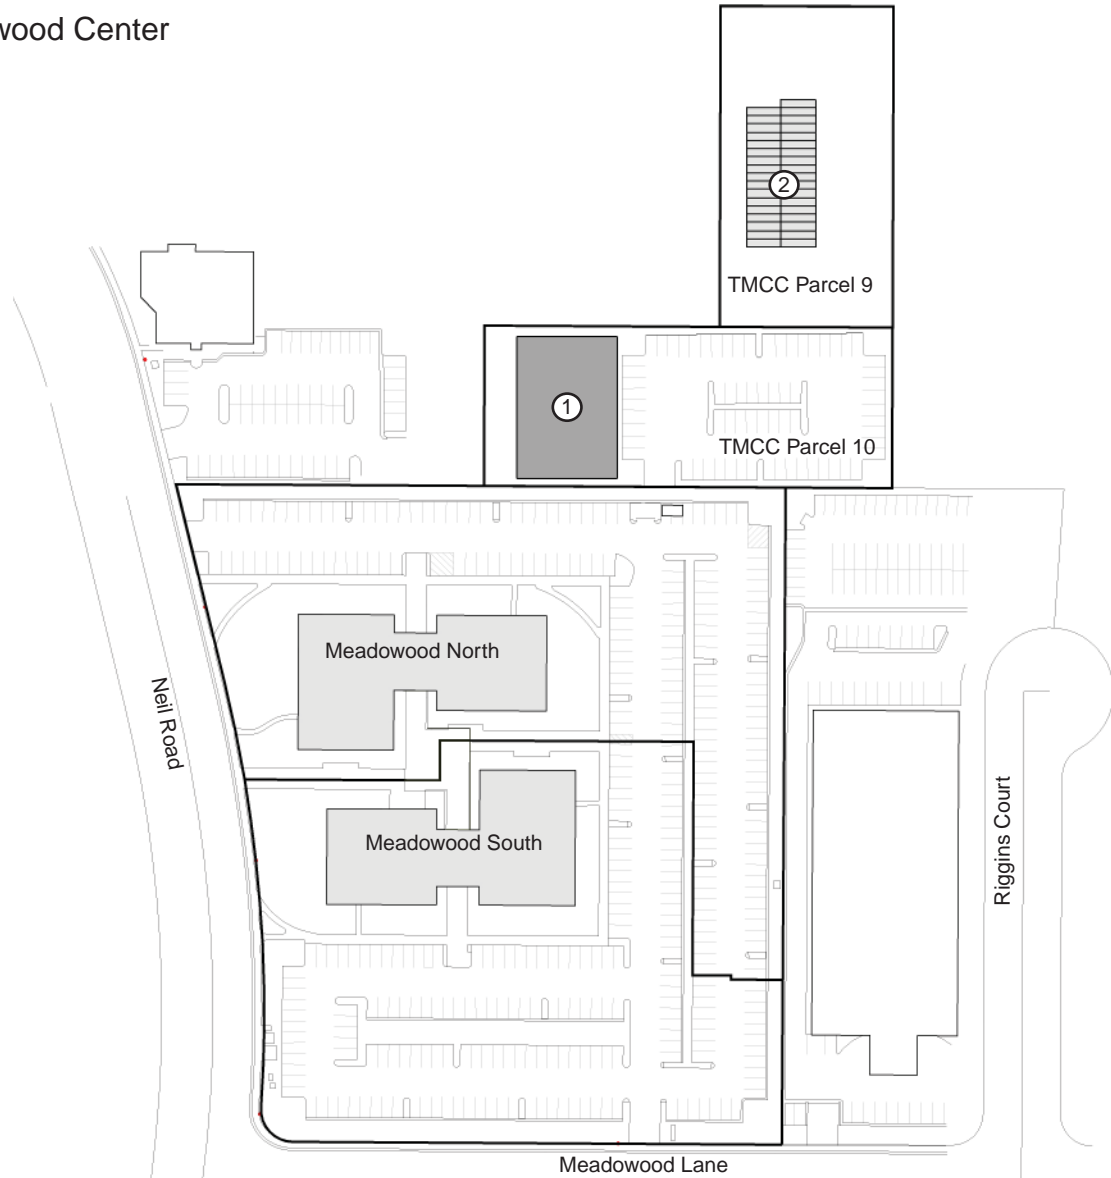 wood Center
2
TMCC Parcel 9
1
TMCC Parcel 10
Meadowood North
Neil Road
Meadowood South
Riggins Court
Meadowood Lane